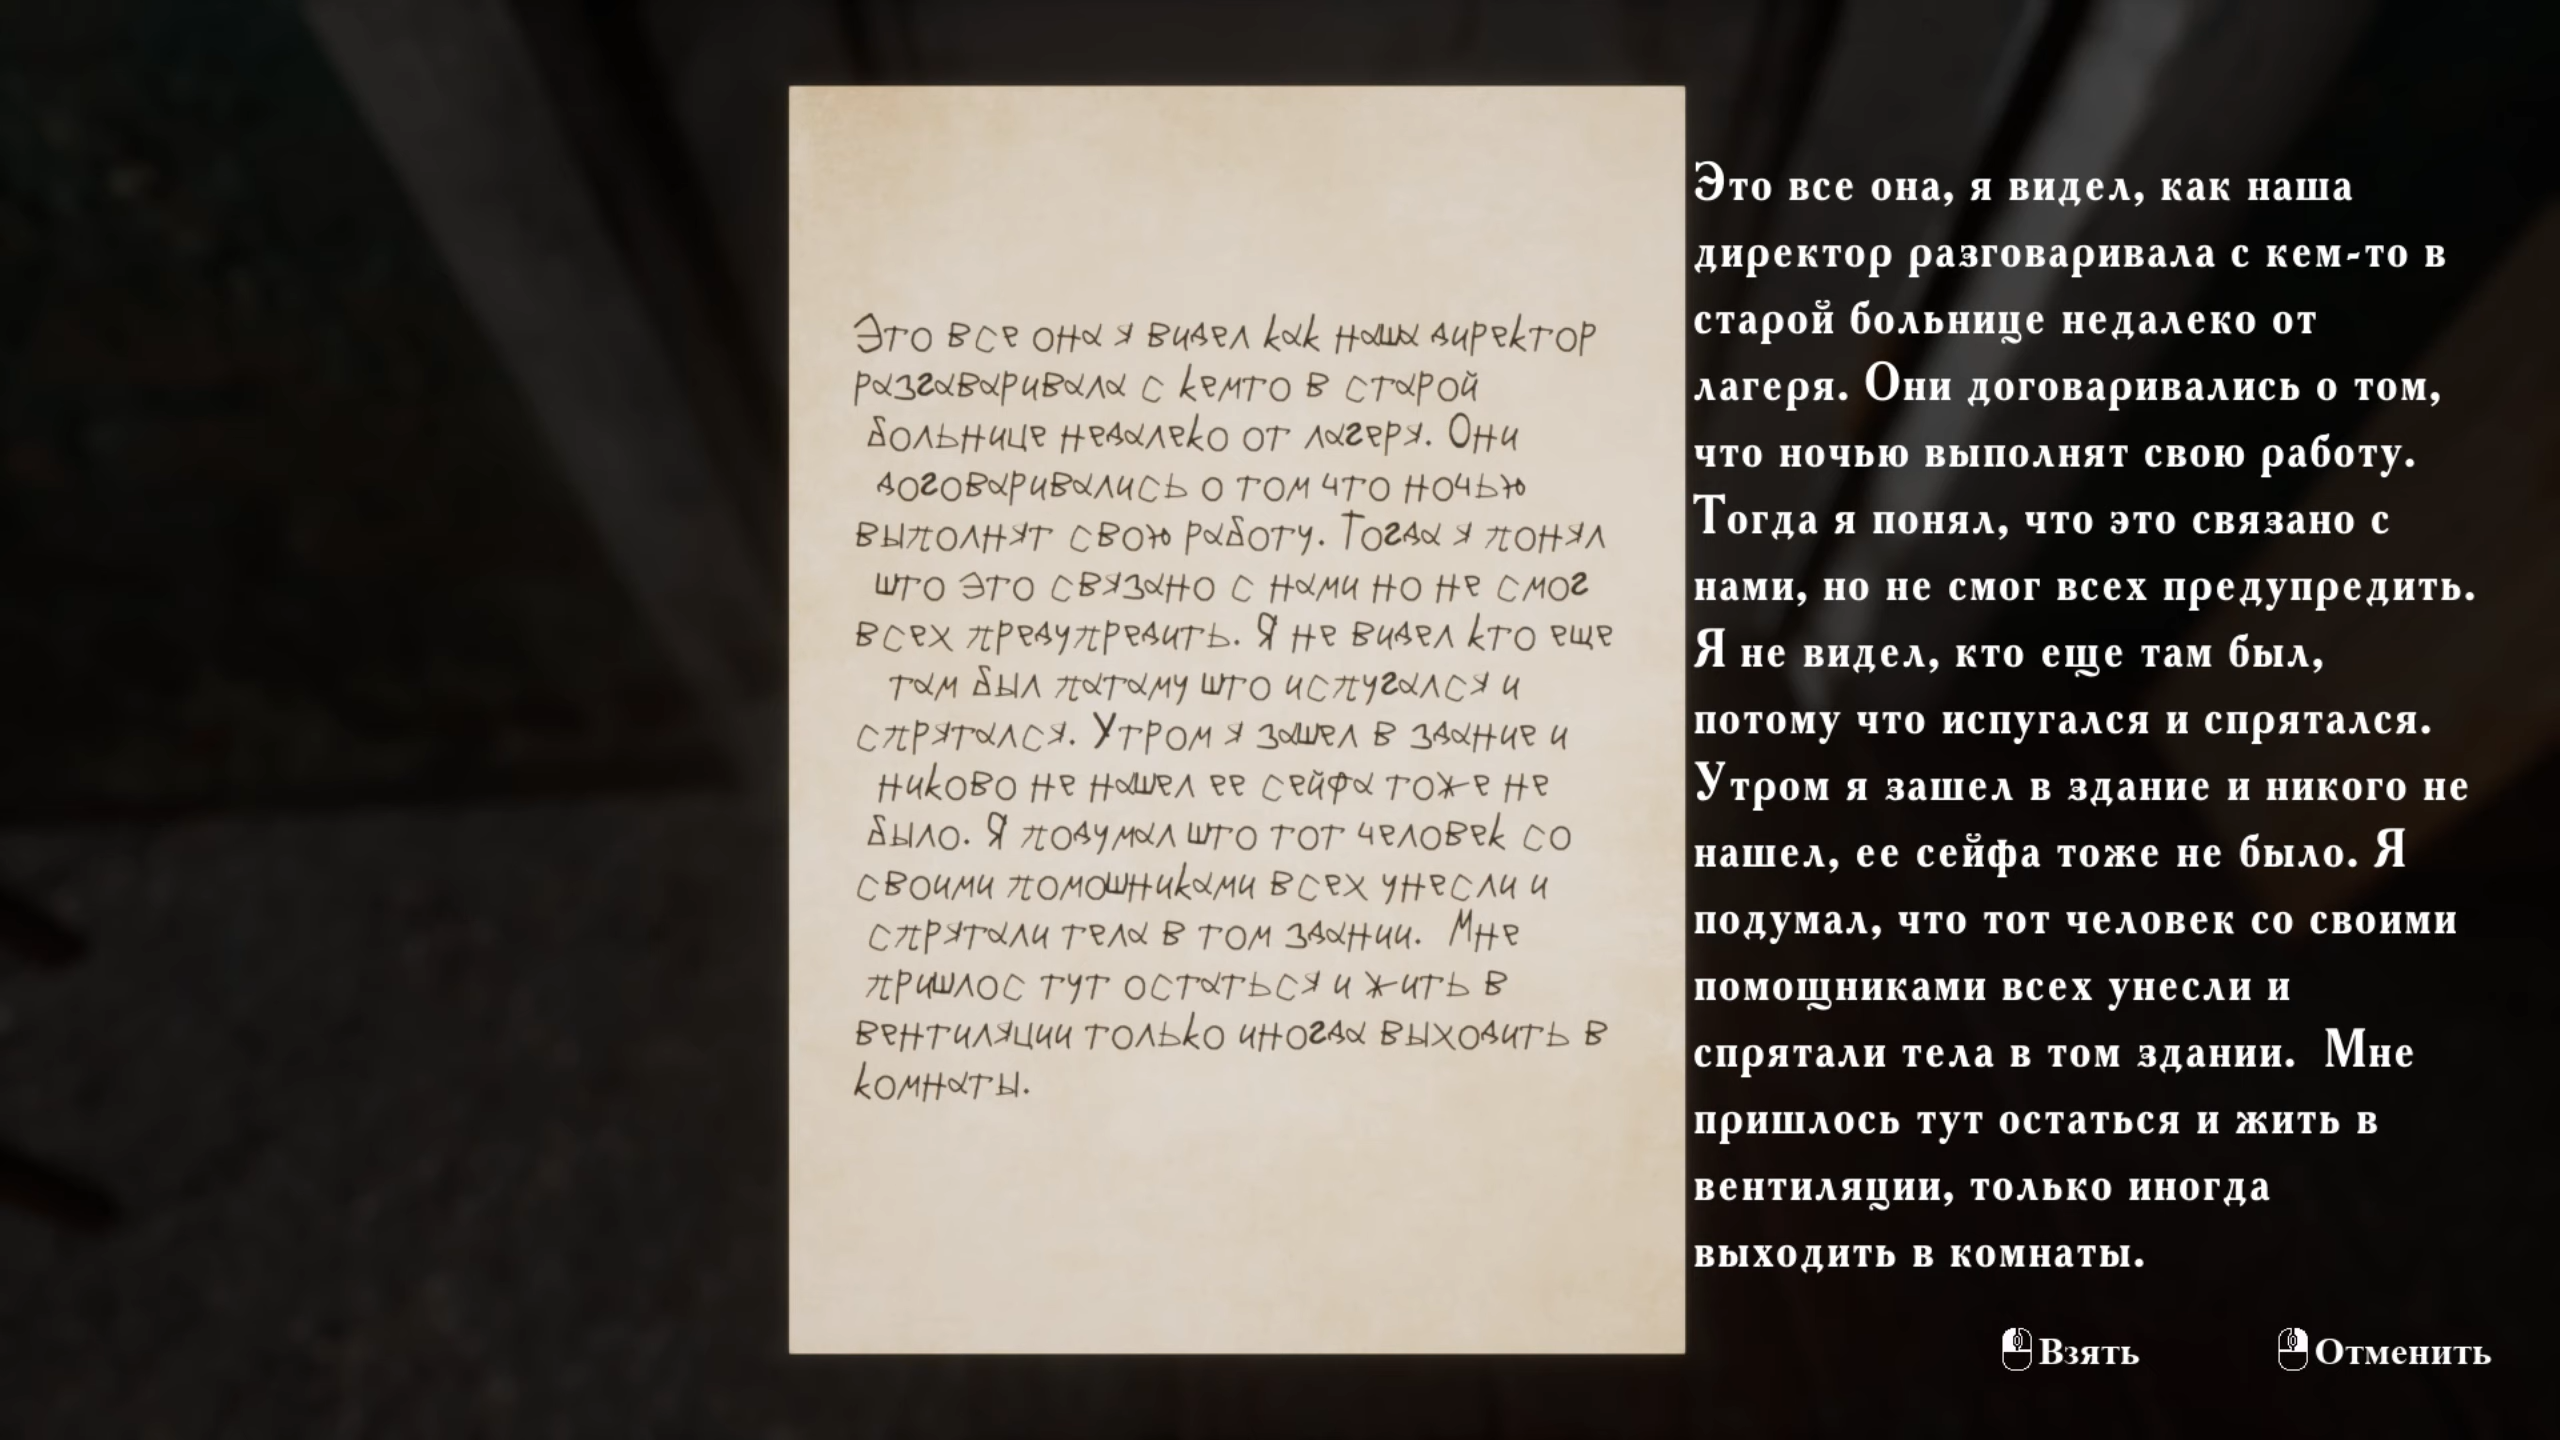 Это все она я видел как наша директор
разгаваривала с кемто в старой
больнице недалеко от лагеря. Они
договаривались о том что ночью
выполнят свою работу. Тогда я понял
што это связано с нами но не смог
всех предупредить. Я не видел кто еще
там был патаму што испугался и
спрятался. Утром я зашел в здание и
никово не нашел ее сейфа тоже не
было. Я подумал што тот человек со
своими помошниками всех унесли и
спрятали тела в том здании. Мне
пришлос тут остаться и жить в
вентиляции только иногда выходить в
комнаты.
Это все она, я видел, как наша
директор разговаривала с кем-то в
старой больнице недалеко от
лагеря. Они договаривались о том,
что ночью выполнят свою работу.
Тогда я понял, что это связано с
нами, но не смог всех предупредить.
Я не видел, кто еще там был,
потому что испугался и спрятался.
Утром я зашел в здание и никого не
нашел, ее сейфа тоже не было. Я
подумал, что тот человек со своими
помощниками всех унесли и
спрятали тела в том здании. Мне
пришлось тут остаться и жить в
вентиляции, только иногда
выходить в комнаты.
Взять Отменить